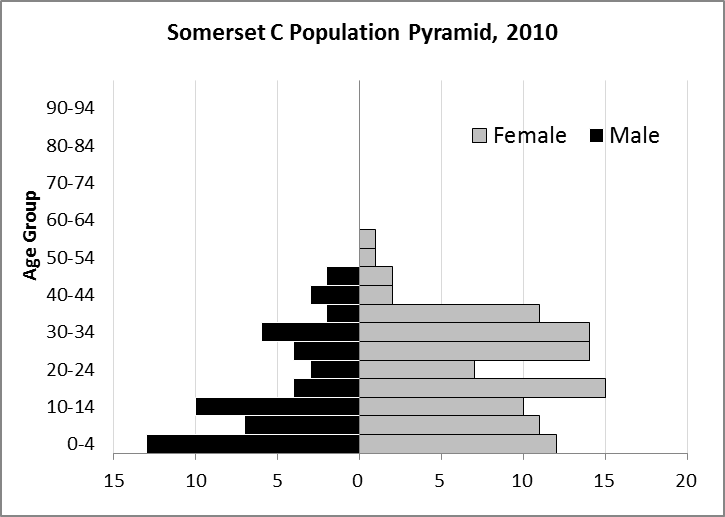 Somerset C Population Pyramid, 2010
Female Male
Age Group
90-94
80-84
70-74
60-64
50-54
40-44
30-34
20-24
10-14
0-4
15 10 5 0 5 10 15 20